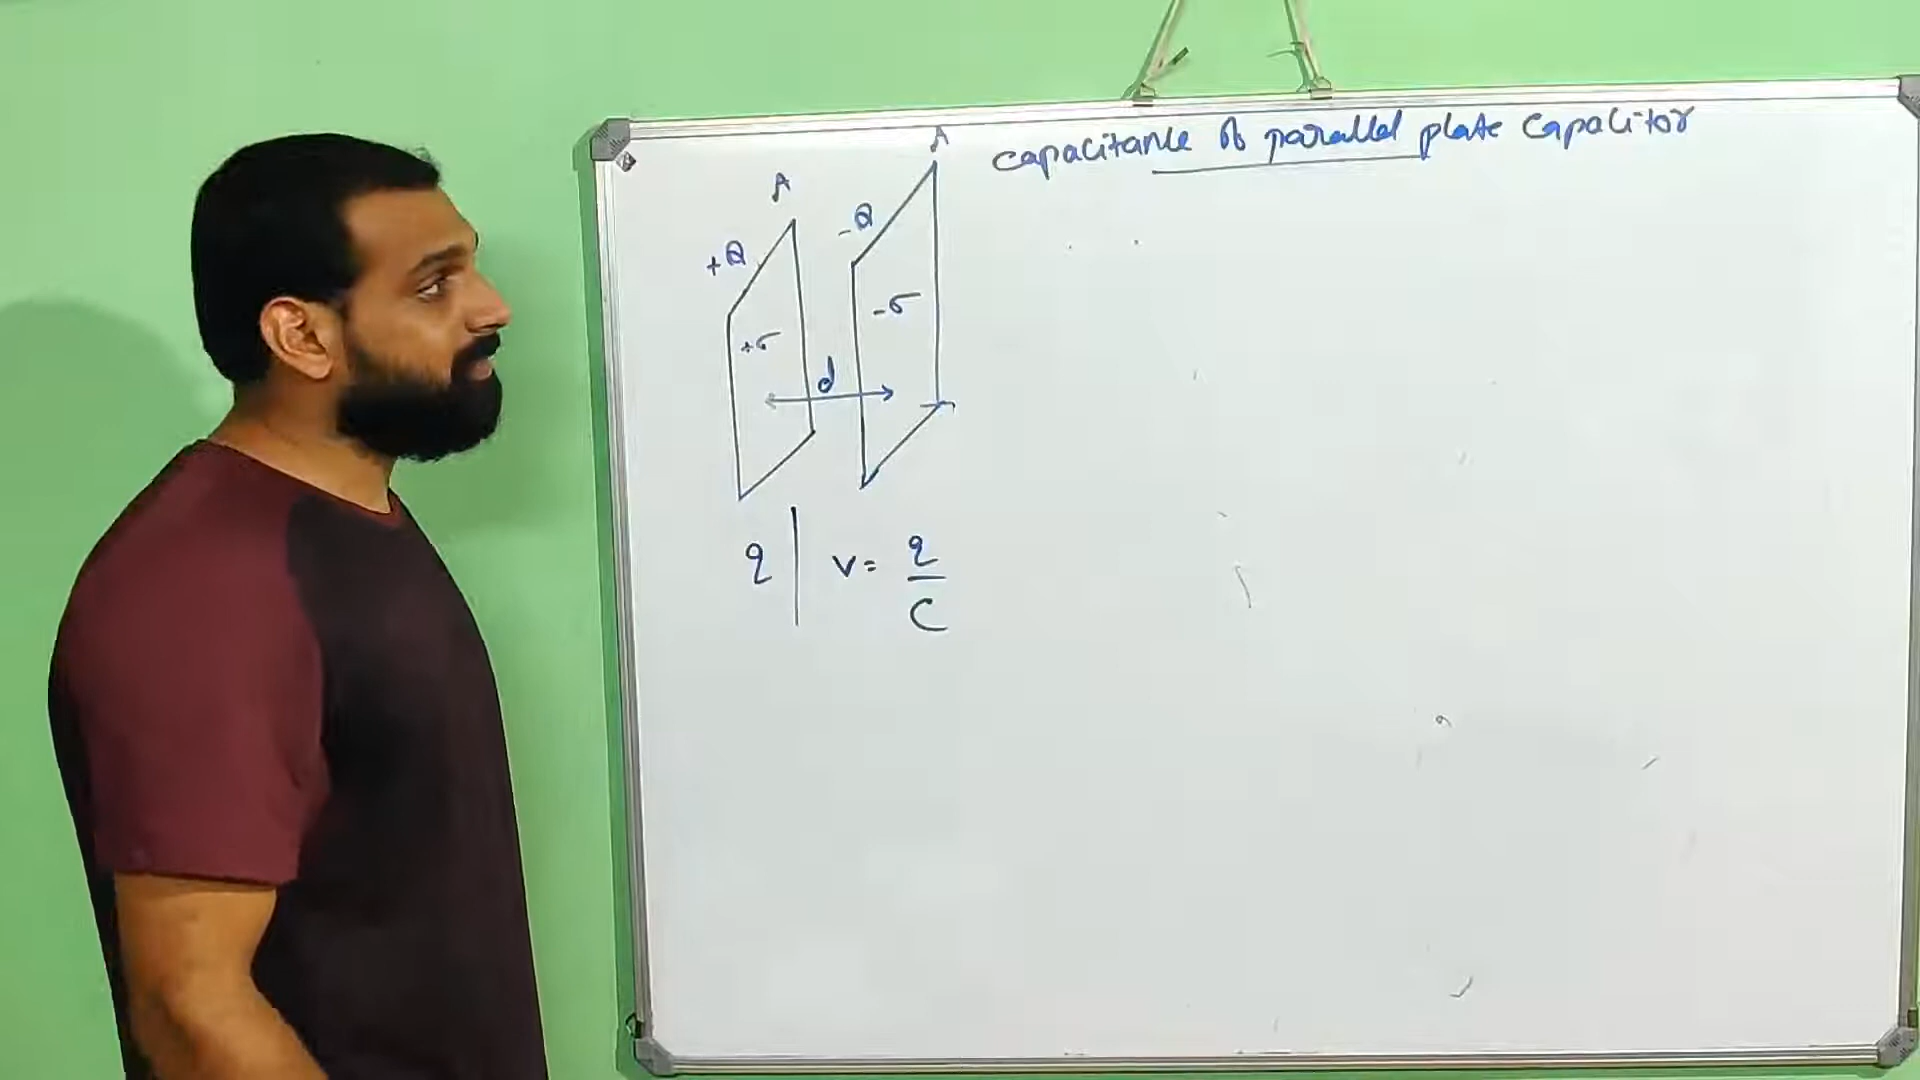 capacitance of parallel plate capacitor
A
A
+Q
-Q
+σ
-σ
d
q | v = q/C